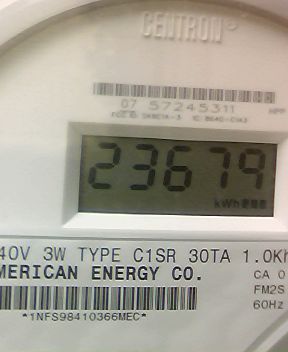 CENTRON®
07 57245311
23679
kWh
40V 3W TYPE C1SR 30TA 1.0Kh
MERICAN ENERGY CO.
CA 0
FM2S
60Hz
*1NFS98410366MEC*